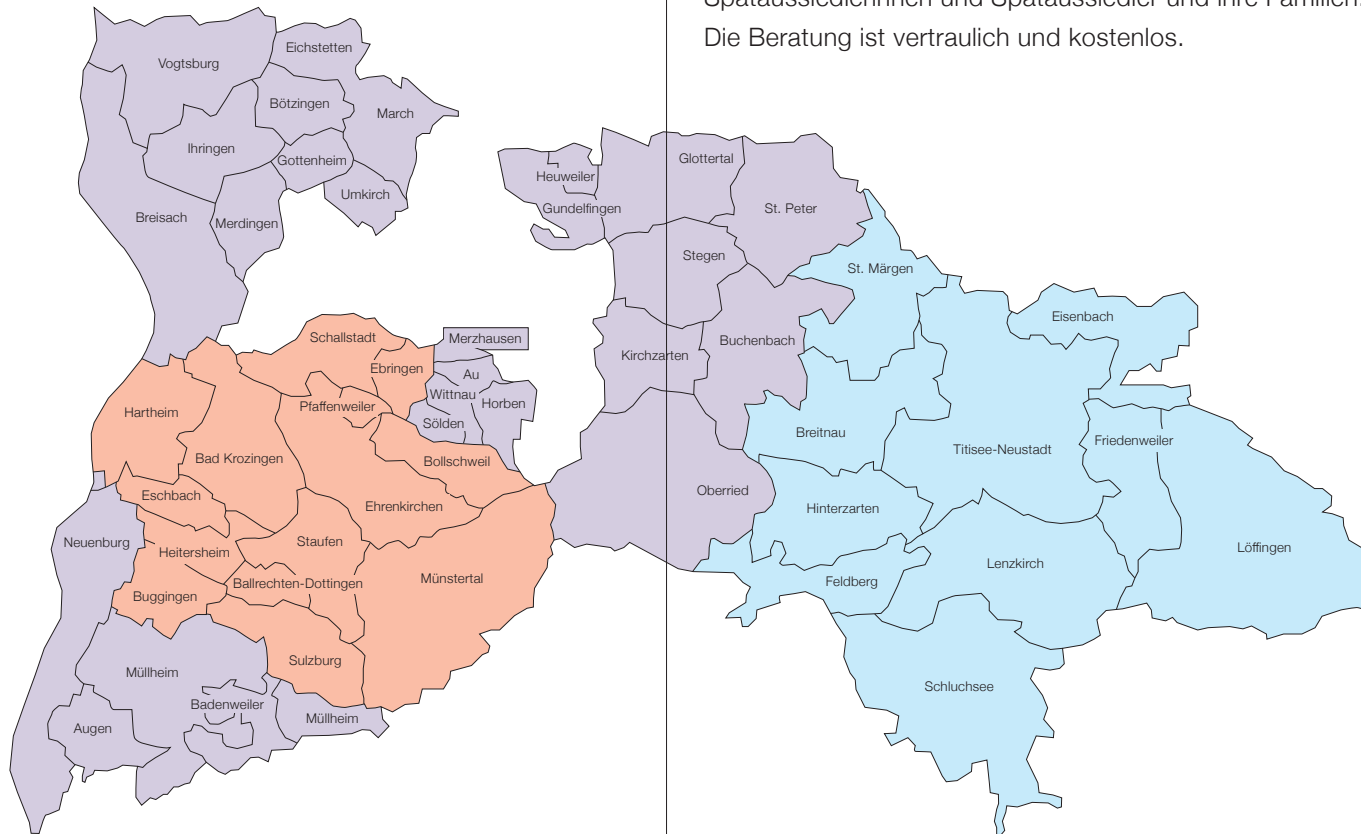 Spätaussiedlerinnen und Spätaussiedler und ihre Familien.
Die Beratung ist vertraulich und kostenlos.
Vogtsburg
Eichstetten
Bötzingen
March
Ihringen
Gottenheim
Umkirch
Breisach
Merdingen
Heuweiler
Glottertal
Gundelfingen
St. Peter
Stegen
St. Märgen
Eisenbach
Schallstadt
Merzhausen
Buchenbach
Kirchzarten
Ebringen
Au
Wittnau
Horben
Hartheim
Pfaffenweiler
Sölden
Breitnau
Titisee-Neustadt
Friedenweiler
Bad Krozingen
Bollschweil
Eschbach
Ehrenkirchen
Oberried
Hinterzarten
Neuenburg
Heitersheim
Staufen
Löffingen
Lenzkirch
Münstertal
Ballrechten-Dottingen
Feldberg
Buggingen
Müllheim
Sulzburg
Schluchsee
Badenweiler
Müllheim
Augen